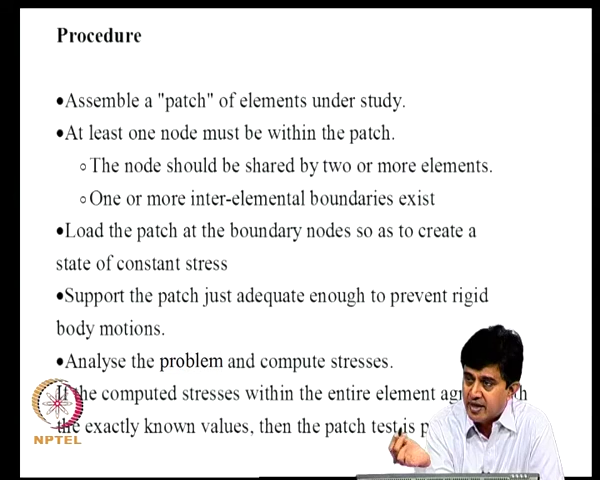 Procedure
•Assemble a "patch" of elements under study.
•At least one node must be within the patch.
○The node should be shared by two or more elements.
○One or more inter-elemental boundaries exist
•Load the patch at the boundary nodes so as to create a
state of constant stress
•Support the patch just adequate enough to prevent rigid
body motions.
•Analyse the problem and compute stresses.
the computed stresses within the entire element
exactly known values, then the patch test is
NPTEL